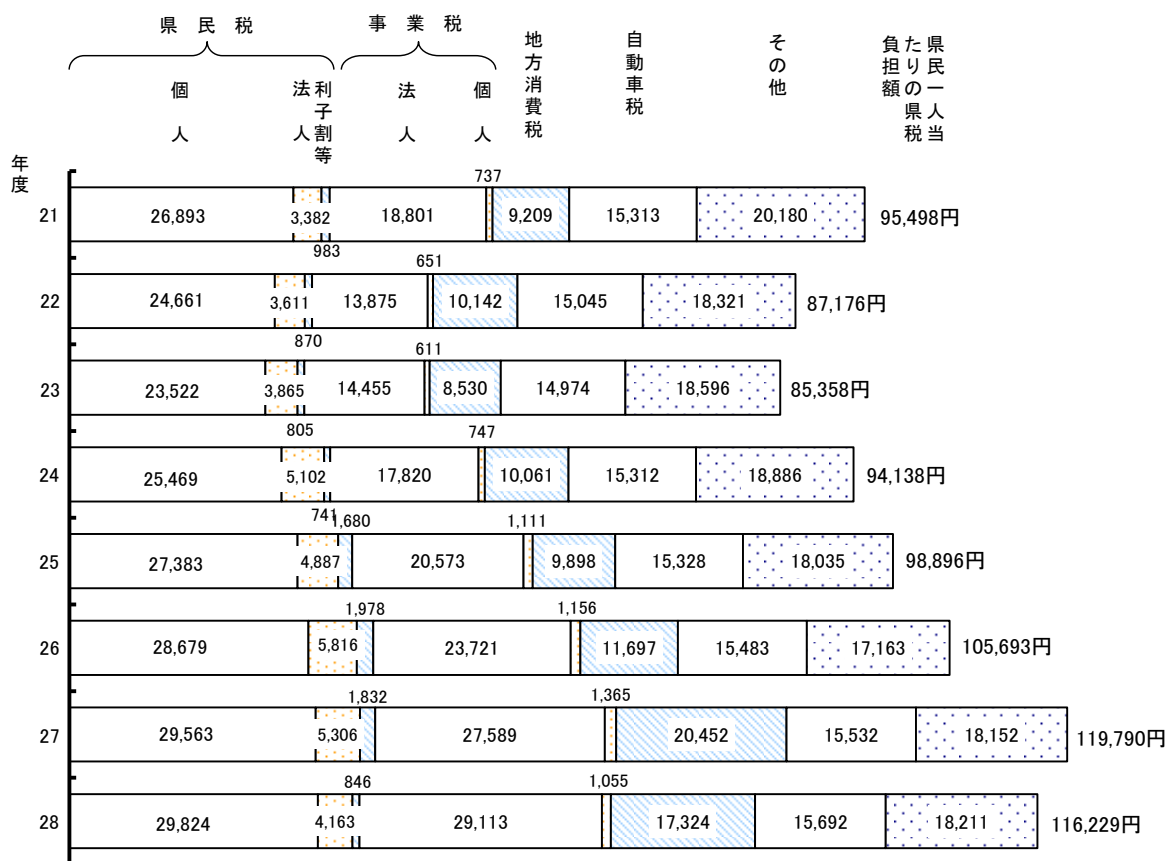 県　民　税
事　業　税
個人
法人
利子割等
法人
個人
地方消費税
自動車税
その他
県民一人当
たりの県税
負担額
年度
737
21 26,893 3,382 18,801 9,209 15,313 20,180 95,498円
983 651
22 24,661 3,611 13,875 10,142 15,045 18,321 87,176円
870 611
23 23,522 3,865 14,455 8,530 14,974 18,596 85,358円
805 747
24 25,469 5,102 17,820 10,061 15,312 18,886 94,138円
741 1,680 1,111
25 27,383 4,887 20,573 9,898 15,328 18,035 98,896円
1,978 1,156
26 28,679 5,816 23,721 11,697 15,483 17,163 105,693円
1,832 1,365
27 29,563 5,306 27,589 20,452 15,532 18,152 119,790円
846 1,055
28 29,824 4,163 29,113 17,324 15,692 18,211 116,229円